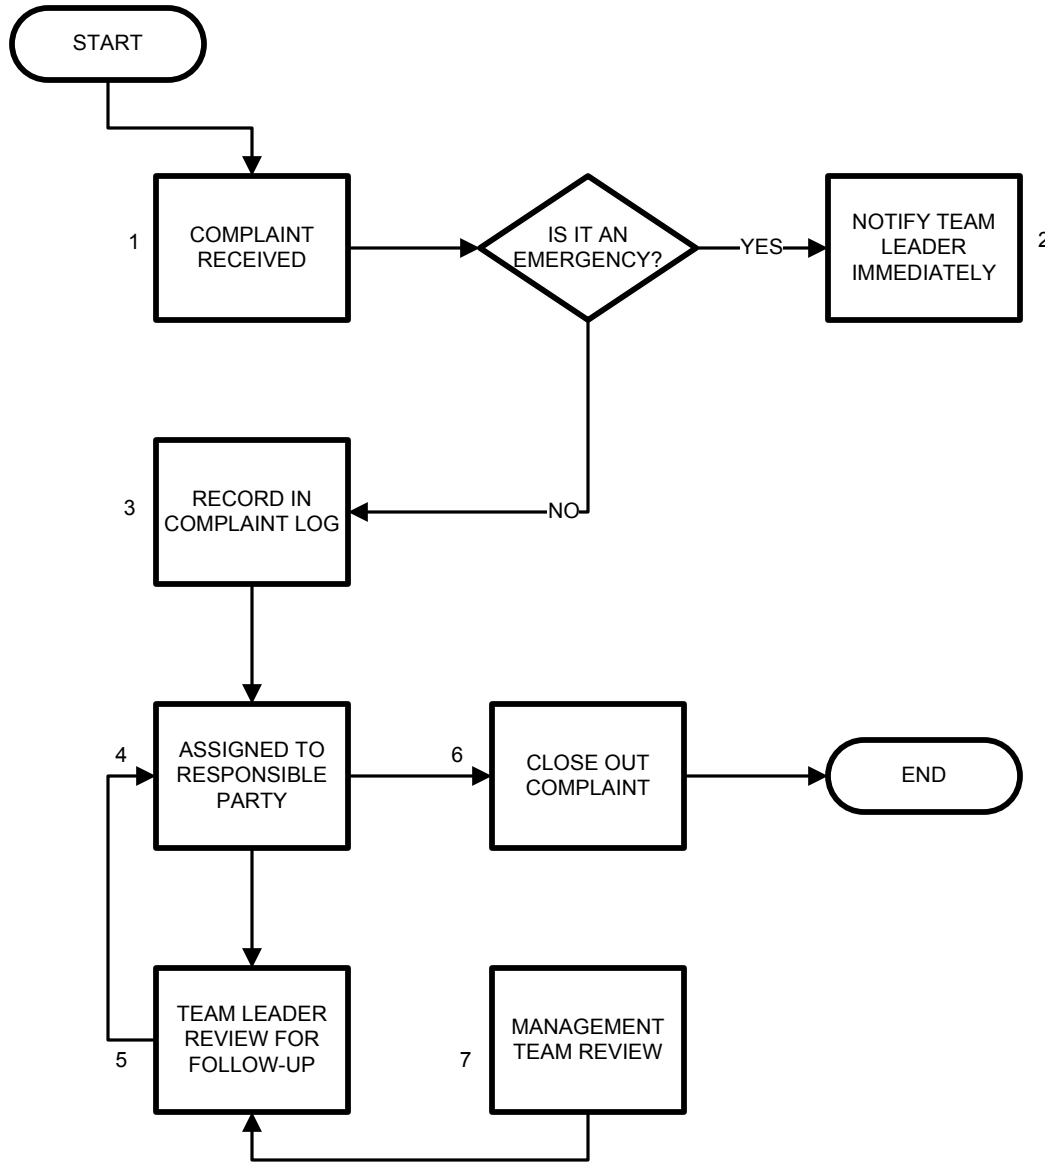 START
1
COMPLAINT
RECEIVED
IS IT AN
EMERGENCY?
YES
NOTIFY TEAM
LEADER
IMMEDIATELY
2
3
RECORD IN
COMPLAINT LOG
NO
4
ASSIGNED TO
RESPONSIBLE
PARTY
6
CLOSE OUT
COMPLAINT
END
5
TEAM LEADER
REVIEW FOR
FOLLOW-UP
7
MANAGEMENT
TEAM REVIEW